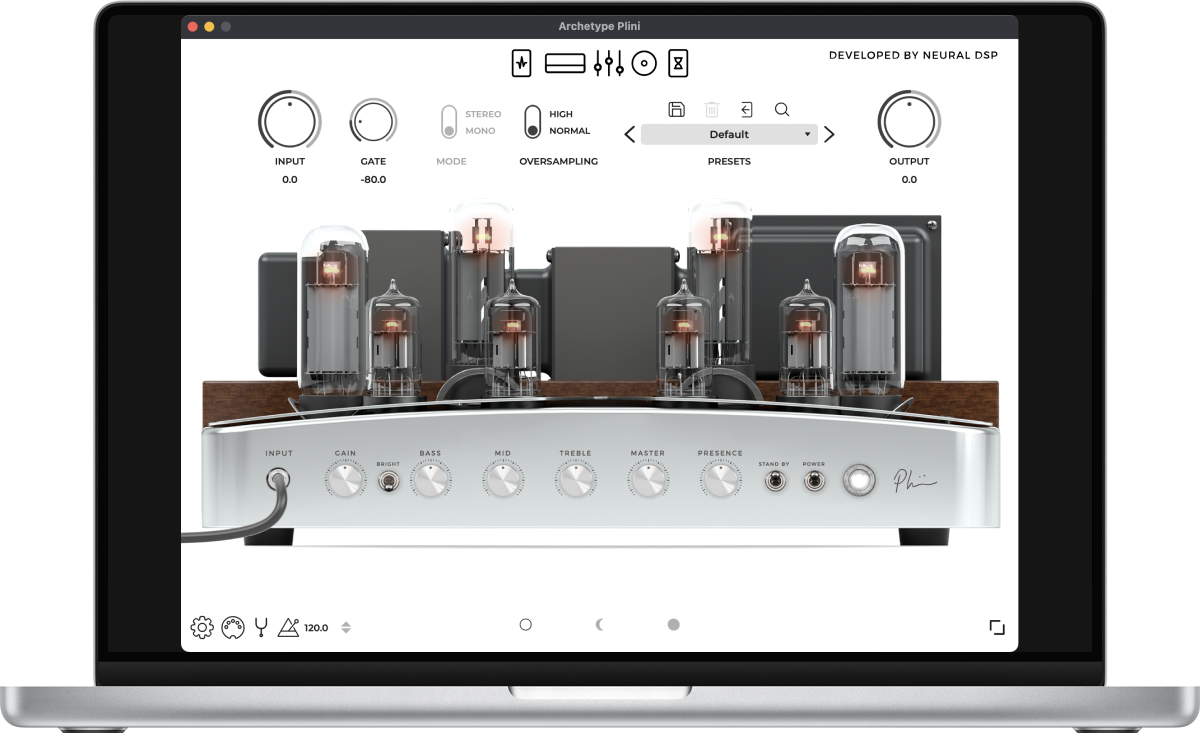 Archetype Plini
DEVELOPED BY NEURAL DSP
STEREO
MONO
MODE
HIGH
NORMAL
OVERSAMPLING
INPUT
0.0
GATE
-80.0
Default
PRESETS
OUTPUT
0.0
INPUT
GAIN
BRIGHT
BASS
MID
TREBLE
MASTER
PRESENCE
STAND BY
POWER
Plini
120.0